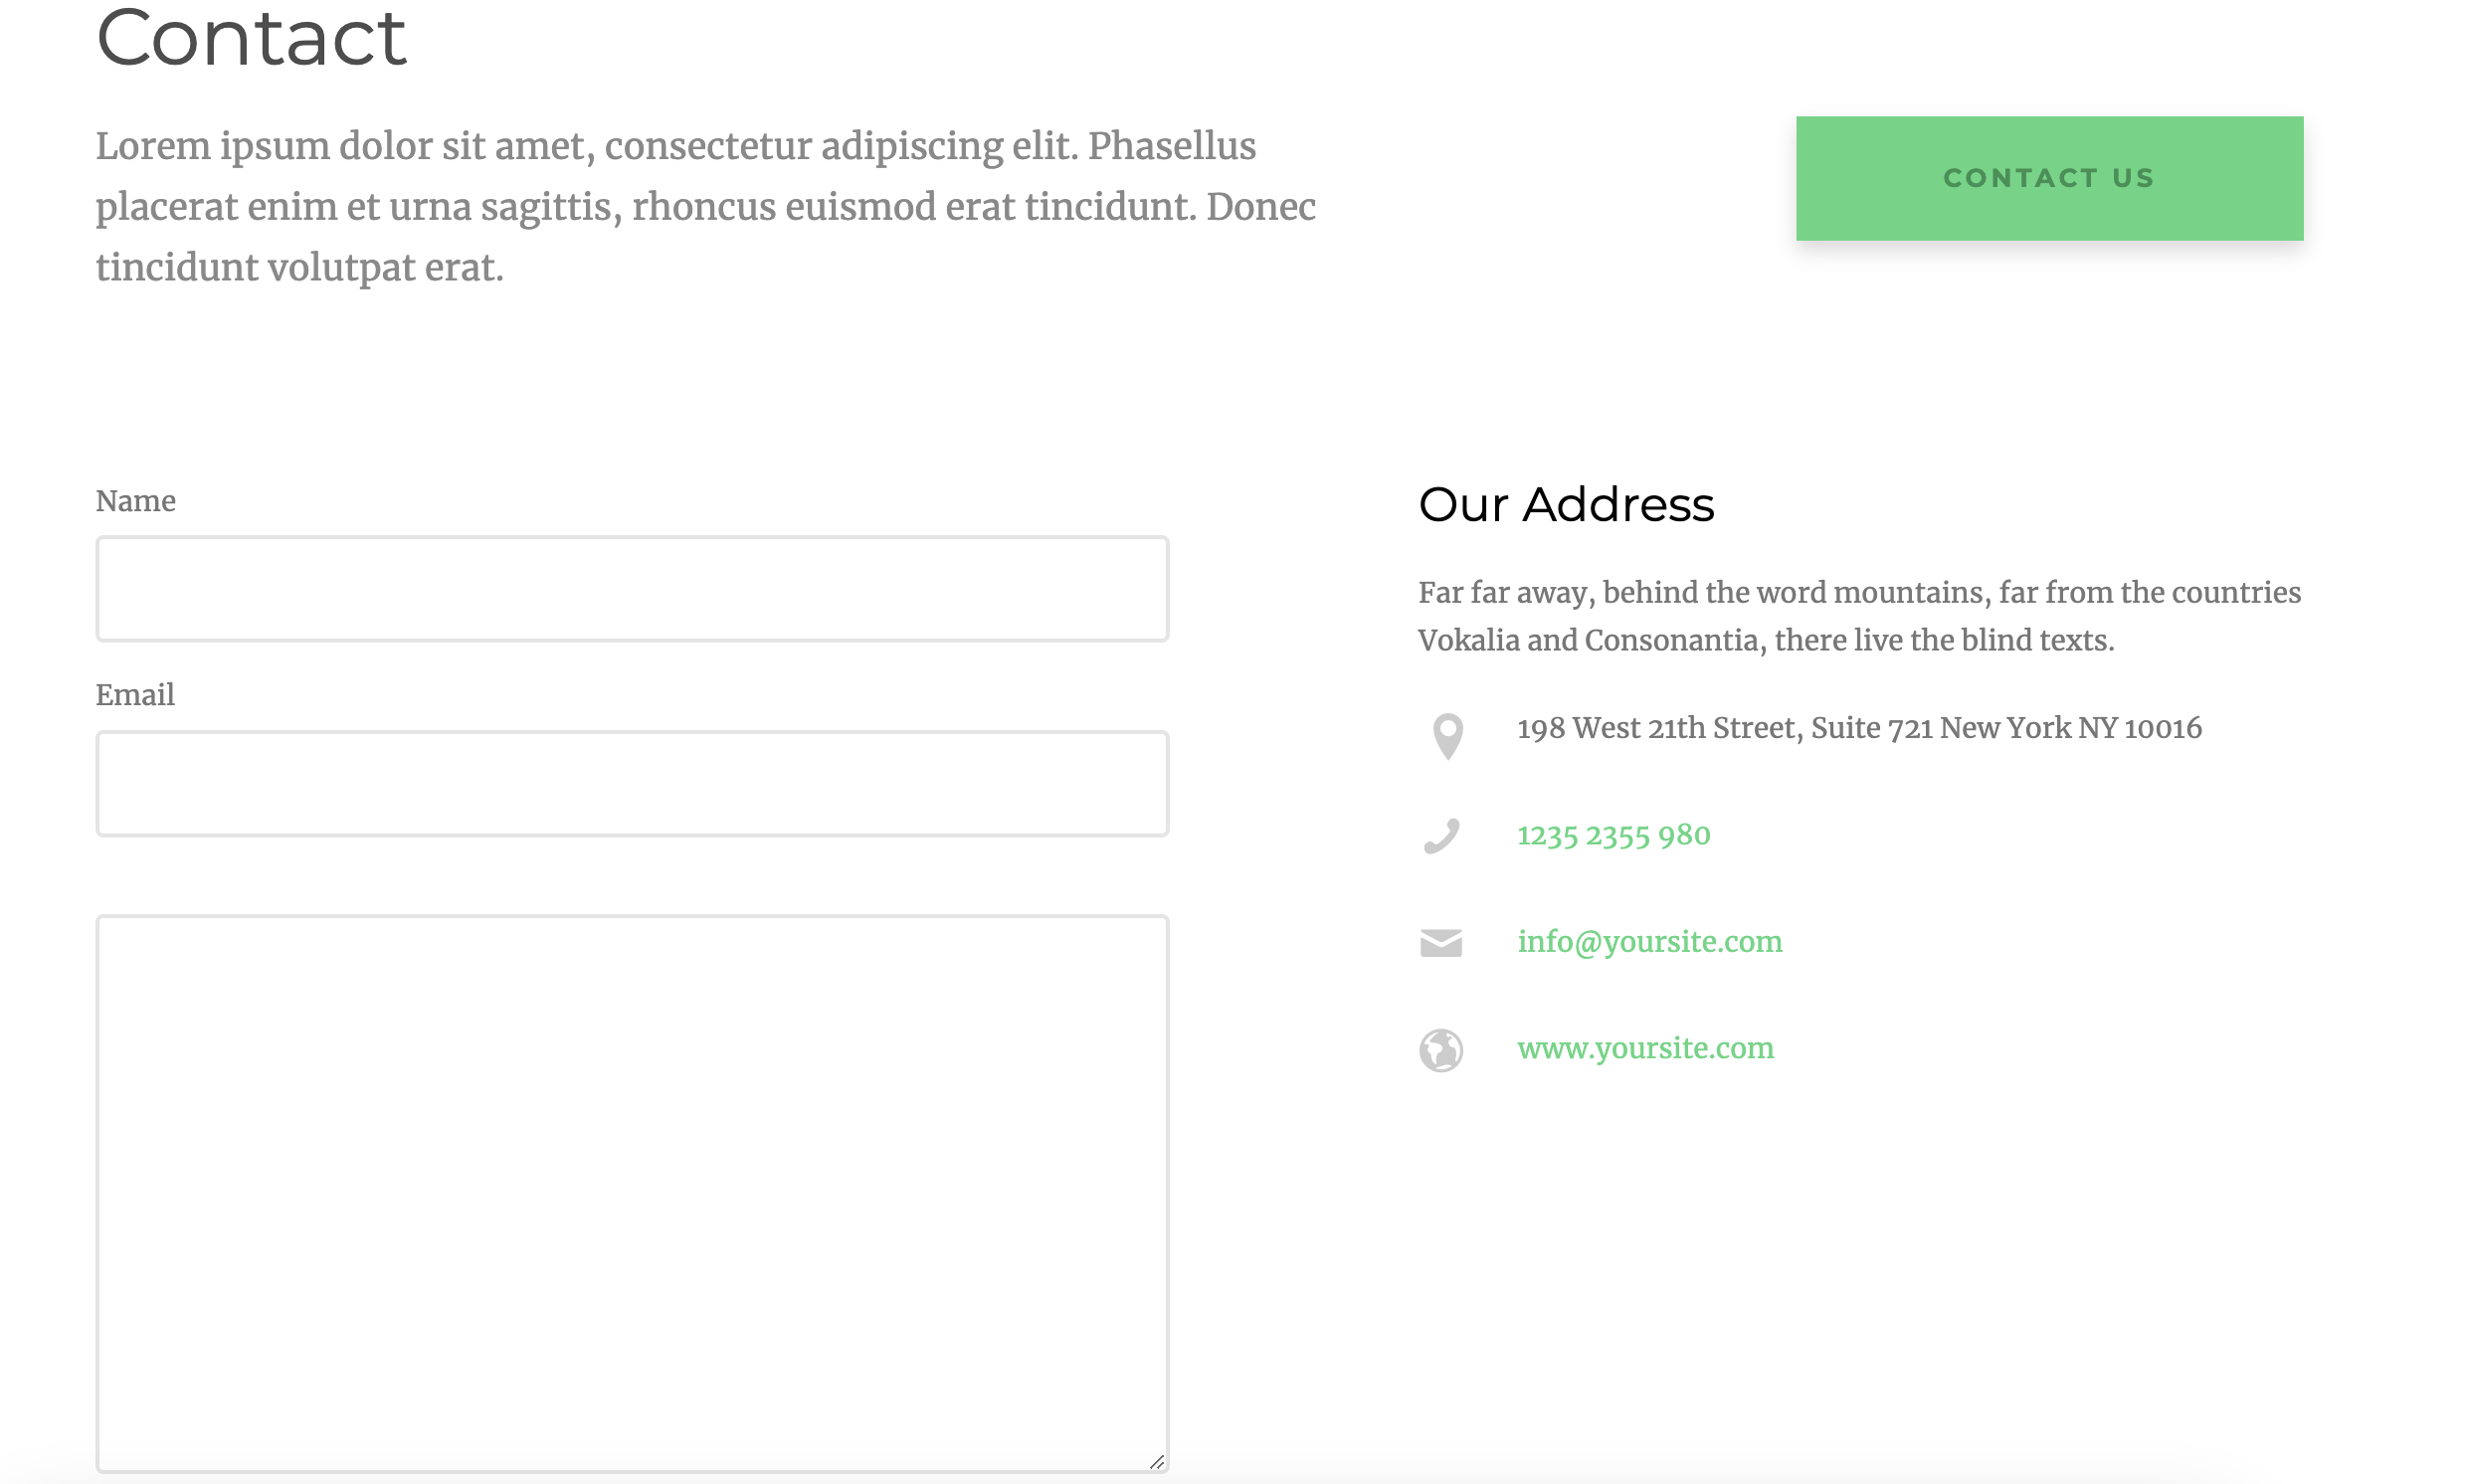 Contact
Lorem ipsum dolor sit amet, consectetur adipiscing elit. Phasellus
placerat enim et urna sagittis, rhoncus euismod erat tincidunt. Donec
tincidunt volutpat erat.
CONTACT US
Name
Email
Our Address
Far far away, behind the word mountains, far from the countries
Vokalia and Consonantia, there live the blind texts.
198 West 21th Street, Suite 721 New York NY 10016
1235 2355 980
info@yoursite.com
www.yoursite.com